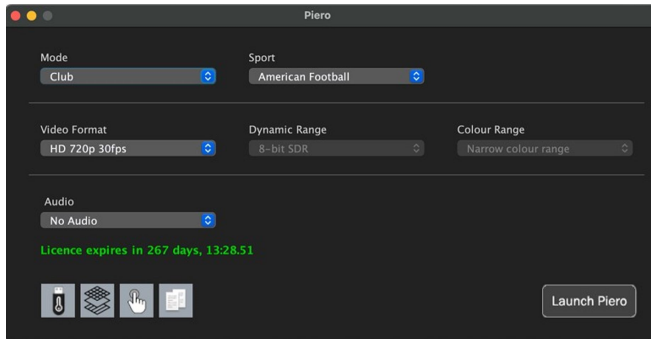 Piero
Mode
Sport
Club
American Football
Video Format
Dynamic Range
Colour Range
HD 720p 30fps
8-bit SDR
Narrow colour range
Audio
No Audio
Licence expires in 267 days, 13:28.51
Launch Piero